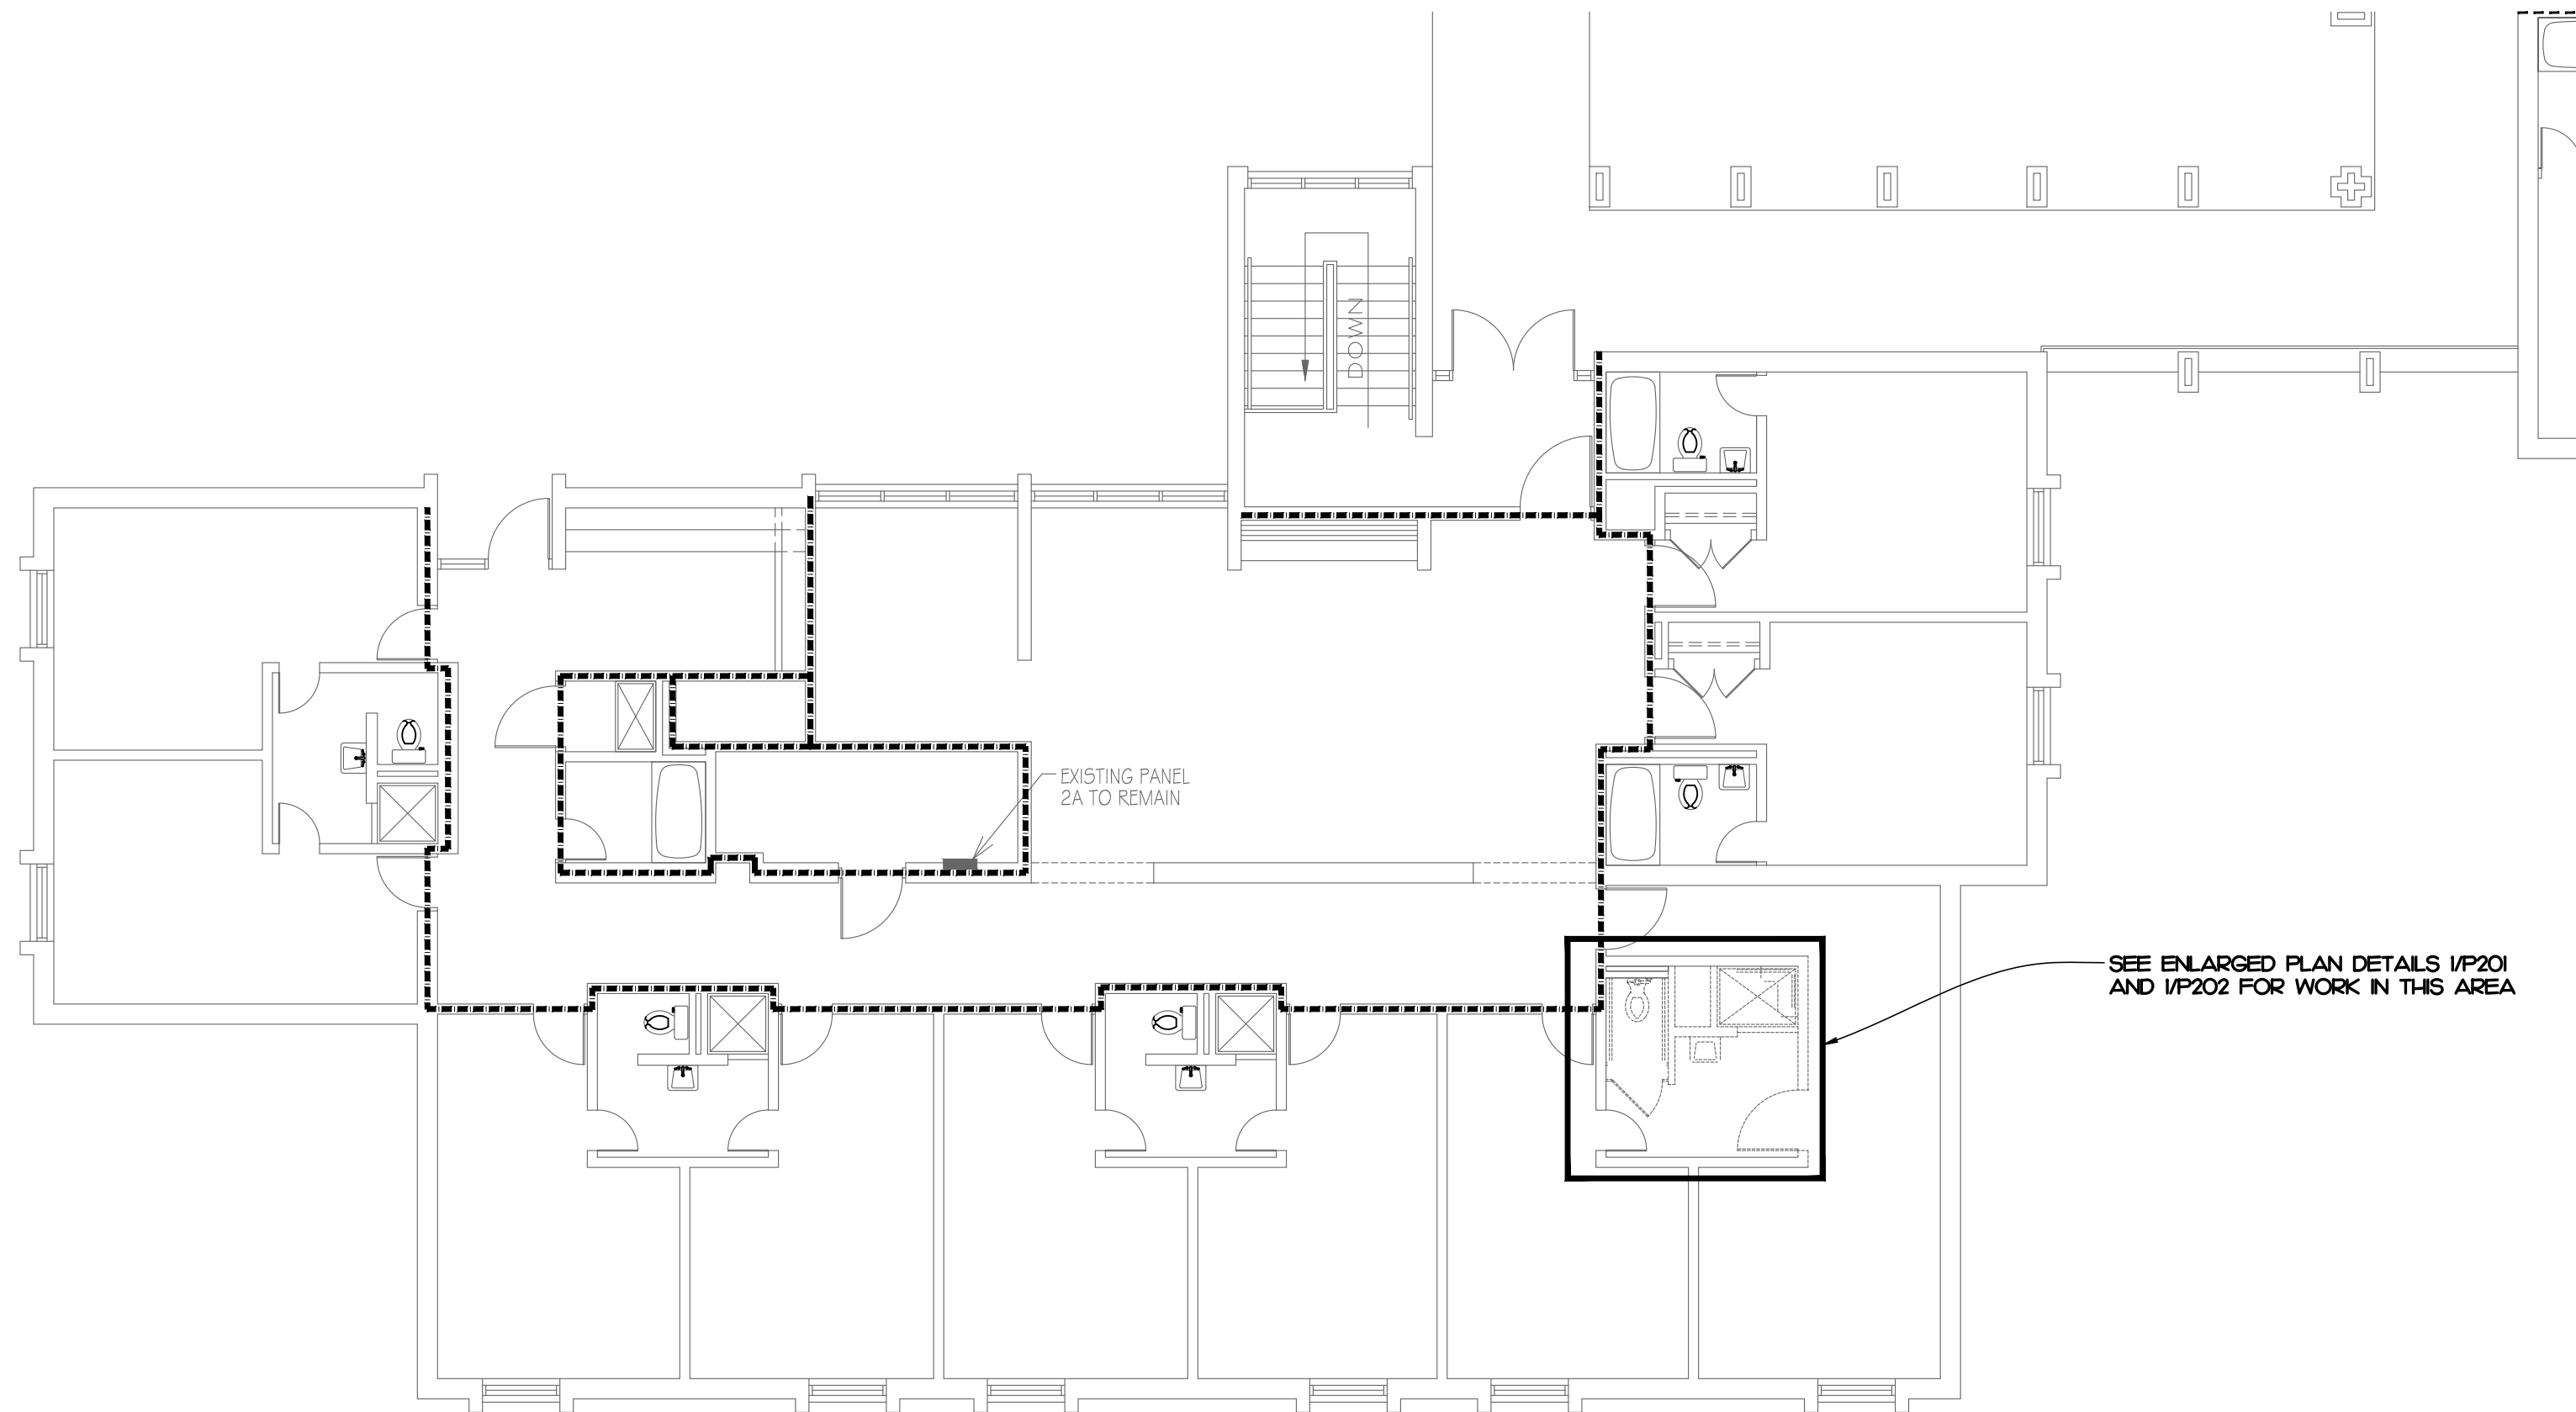 DOWN
EXISTING PANEL
2A TO REMAIN
SEE ENLARGED PLAN DETAILS 1/P201
AND 1/P202 FOR WORK IN THIS AREA